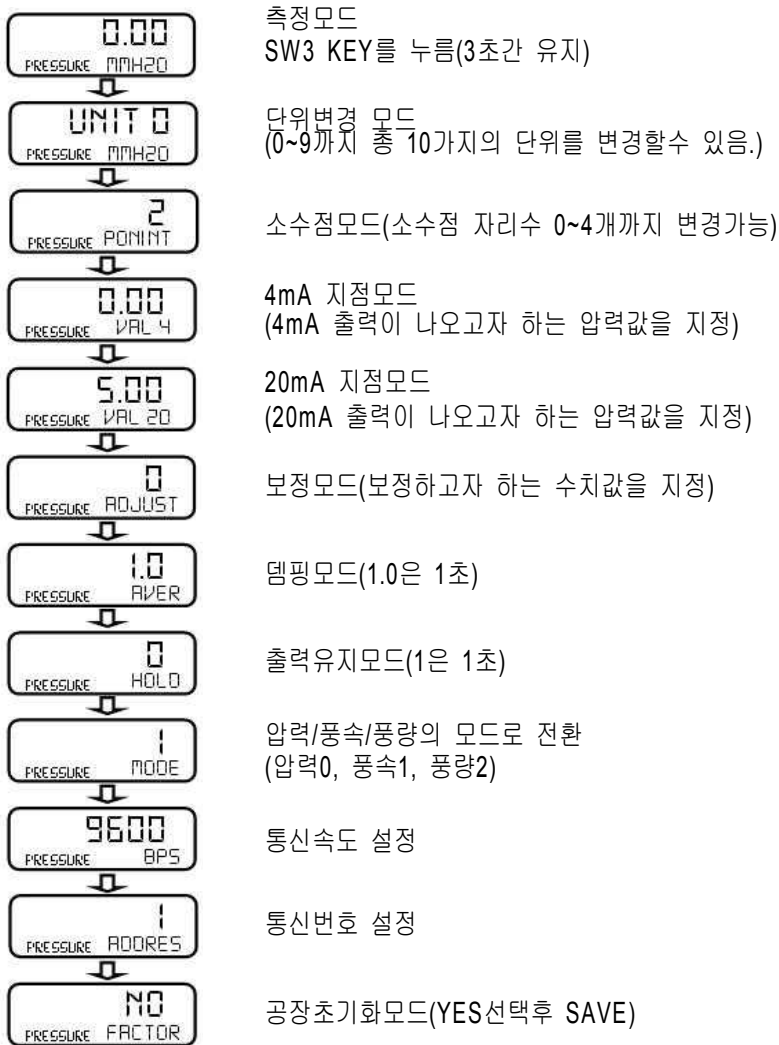 0.00
PRESSURE MMH2O
측정모드
SW3 KEY를 누름(3초간 유지)
UNIT 0
PRESSURE MMH2O
단위변경 모드
(0~9까지 총 10가지의 단위를 변경할수 있음.)
2
PRESSURE PONINT
소수점모드(소수점 자리수 0~4개까지 변경가능)
0.00
PRESSURE VAL 4
4mA 지점모드
(4mA 출력이 나오고자 하는 압력값을 지정)
5.00
PRESSURE VAL 20
20mA 지점모드
(20mA 출력이 나오고자 하는 압력값을 지정)
0
PRESSURE ADJUST
보정모드(보정하고자 하는 수치값을 지정)
1.0
PRESSURE AVER
뎀핑모드(1.0은 1초)
0
PRESSURE HOLD
출력유지모드(1은 1초)
1
PRESSURE MODE
압력/풍속/풍량의 모드로 전환
(압력0, 풍속1, 풍량2)
9600
PRESSURE BPS
통신속도 설정
1
PRESSURE ADDRES
통신번호 설정
NO
PRESSURE FACTOR
공장초기화모드(YES선택후 SAVE)